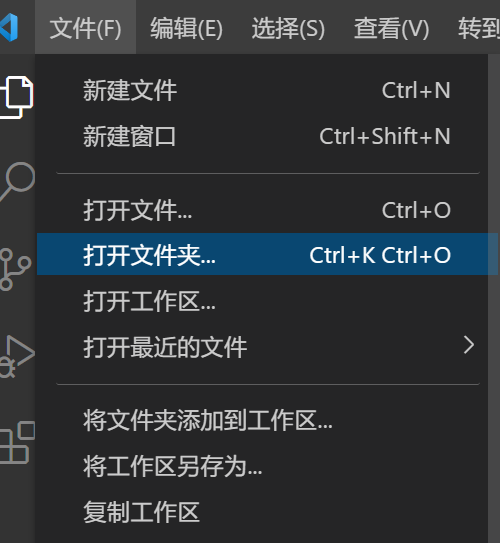 文件(F) 编辑(E) 选择(S) 查看(V) 转到
新建文件 Ctrl+N
新建窗口 Ctrl+Shift+N
打开文件... Ctrl+O
打开文件夹... Ctrl+K Ctrl+O
打开工作区...
打开最近的文件
将文件夹添加到工作区...
将工作区另存为...
复制工作区